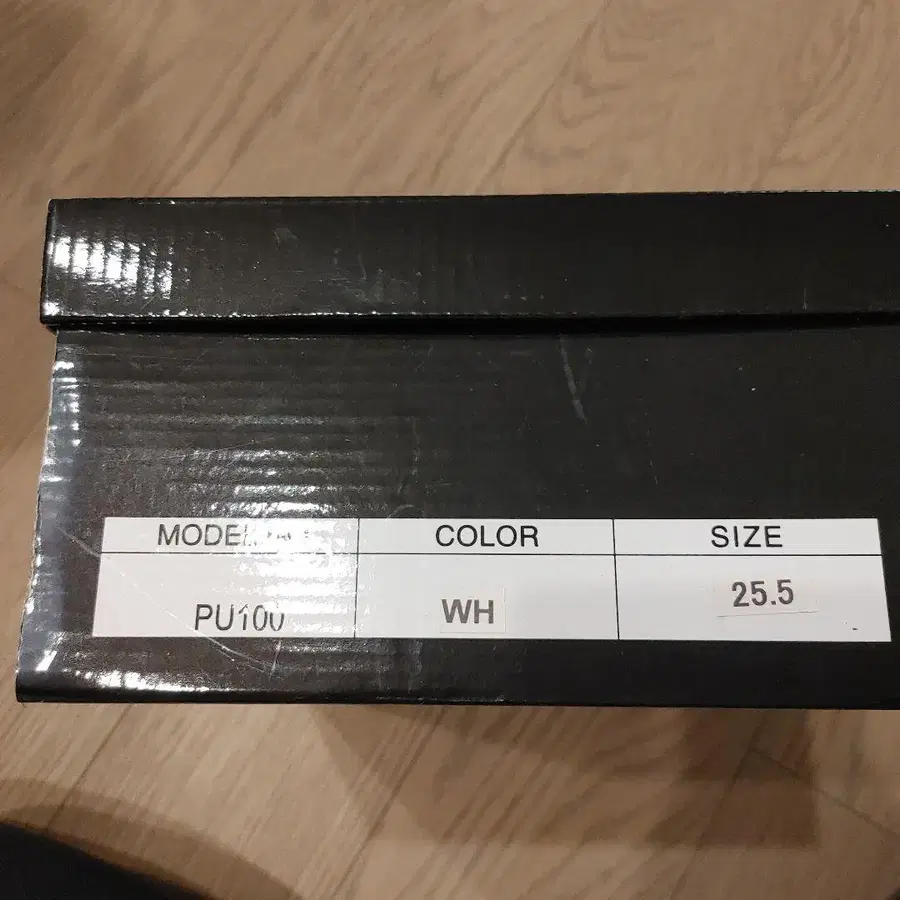 MODEL COLOR SIZE
PU100 WH 25.5